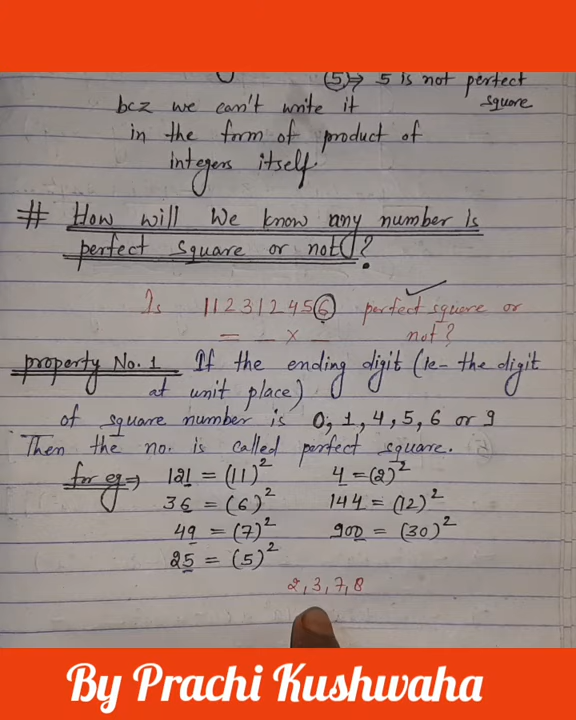 (5)⇒ 5 is not perfect
square
bcz we can't write it
in the form of product of
integers itself.
# How will We know any number is
perfect square or not ?
Is 1123124556 perfect square or
not?
= _ x _
property No. 1 If the ending digit (ie- the digit
at unit place)
of square number is 0, 1, 4, 5, 6 or 9
Then the no. is called perfect square.
for eg ⇒ 121 = (11)² 4 = (2)²
36 = (6)² 144 = (12)²
49 = (7)² 900 = (30)²
25 = (5)²
2, 3, 7, 8
By Prachi Kushwaha